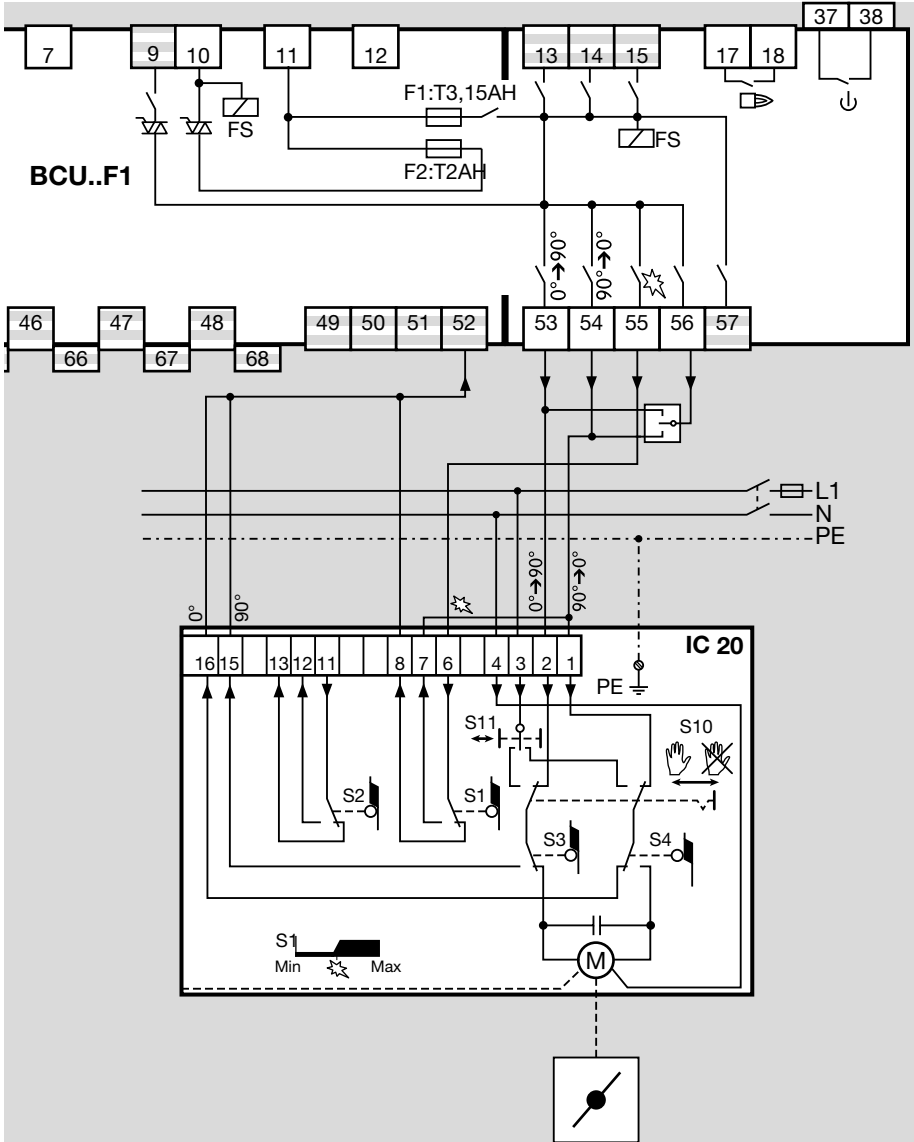 37 38
7 9 10 11 12 13 14 15 17 18
F1:T3,15AH
FS
FS
F2:T2AH
BCU..F1
0°➔90°
90°➔0°
46 47 48 49 50 51 52 53 54 55 56 57
66 67 68
L1
N
PE
0°
90°
0°➔90°
90°➔0°
IC 20
16 15 13 12 11 8 7 6 4 3 2 1
PE
S11
S10
S2
S1
S3
S4
S1
Min Max
M